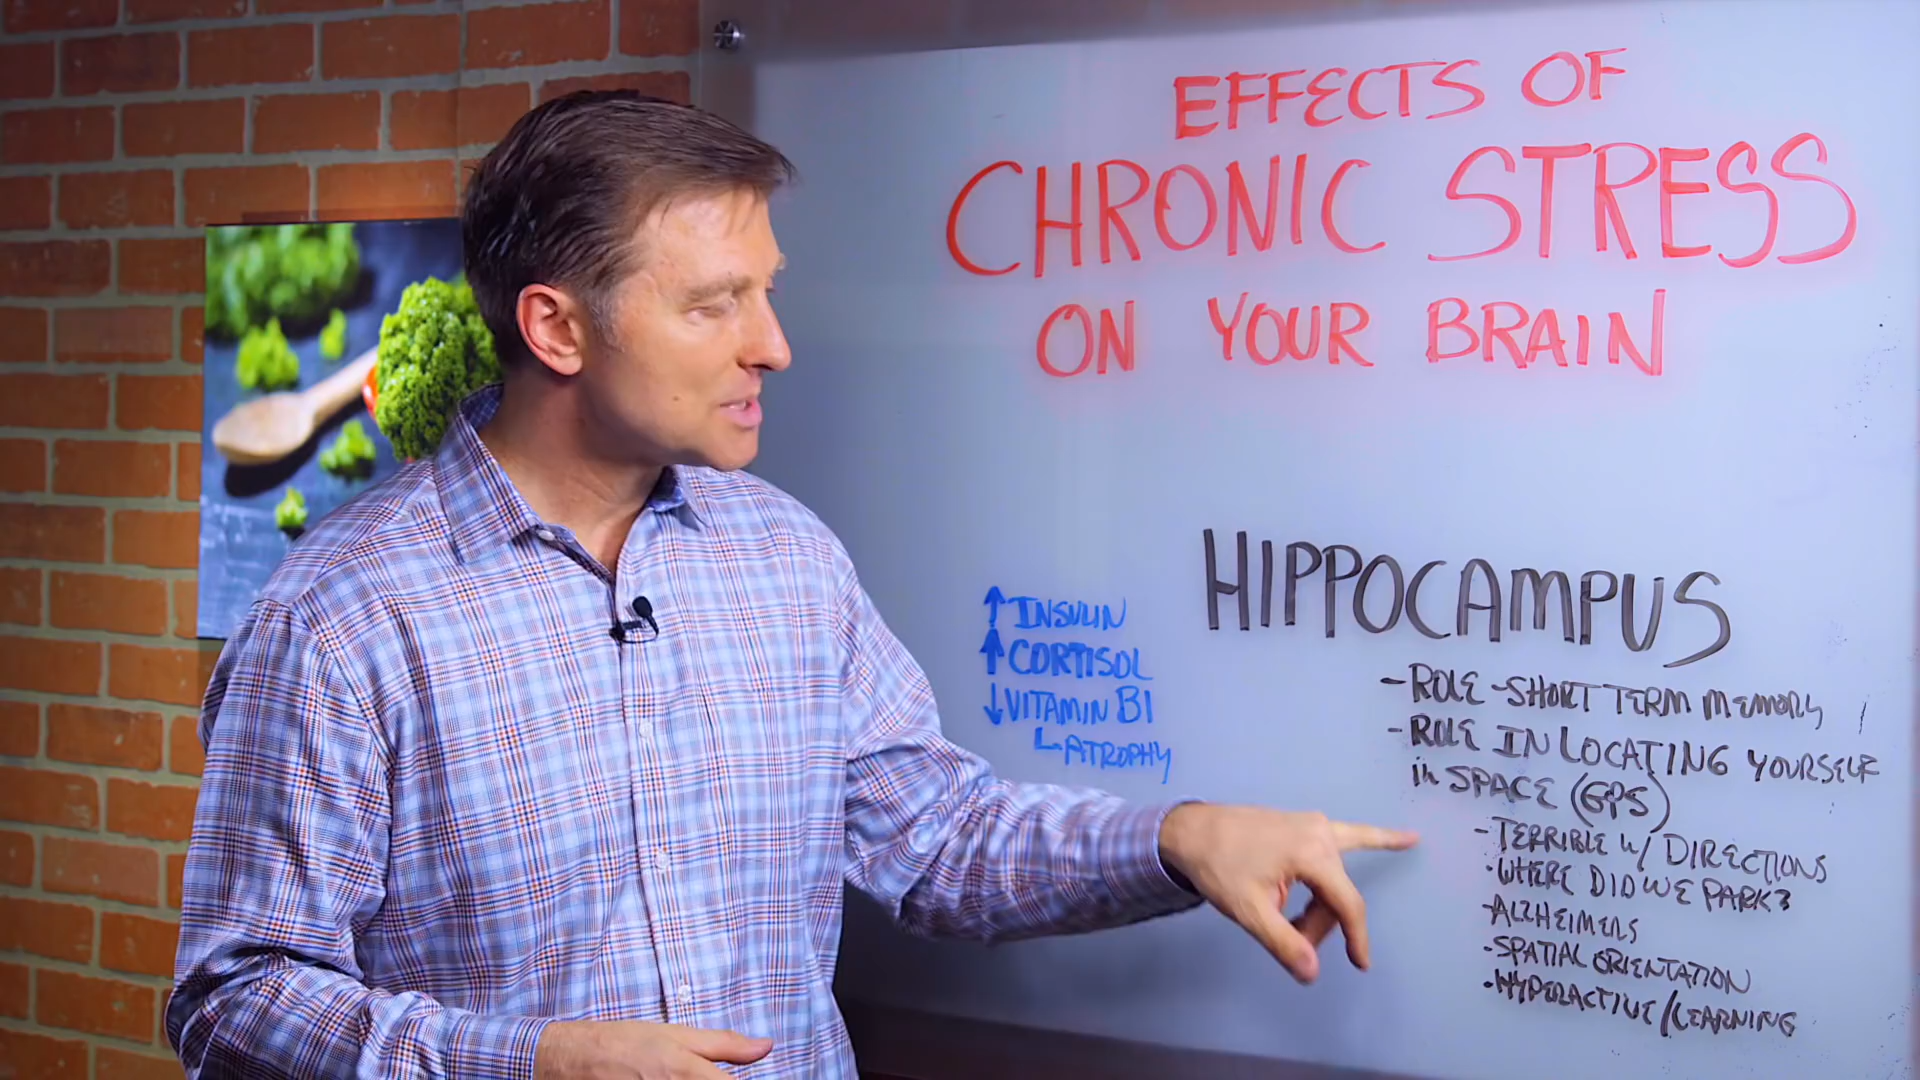 EFFECTS OF
CHRONIC STRESS
ON YOUR BRAIN
↑ INSULIN
↑ CORTISOL
↓ VITAMIN B1
↳ ATROPHY
HIPPOCAMPUS
- ROLE - SHORT TERM MEMORY
- ROLE IN LOCATING YOURSELF
in SPACE (GPS)
- TERRIBLE w/ DIRECTIONS
· WHERE DID WE PARK?
- ALZHEIMERS
· SPATIAL ORIENTATION
· HYPERACTIVE/LEARNING